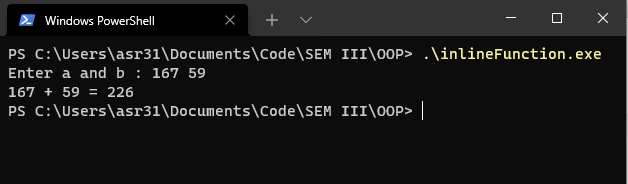 Windows PowerShell
PS C:\Users\asr31\Documents\Code\SEM III\OOP> .\inlineFunction.exe
Enter a and b : 167 59
167 + 59 = 226
PS C:\Users\asr31\Documents\Code\SEM III\OOP>